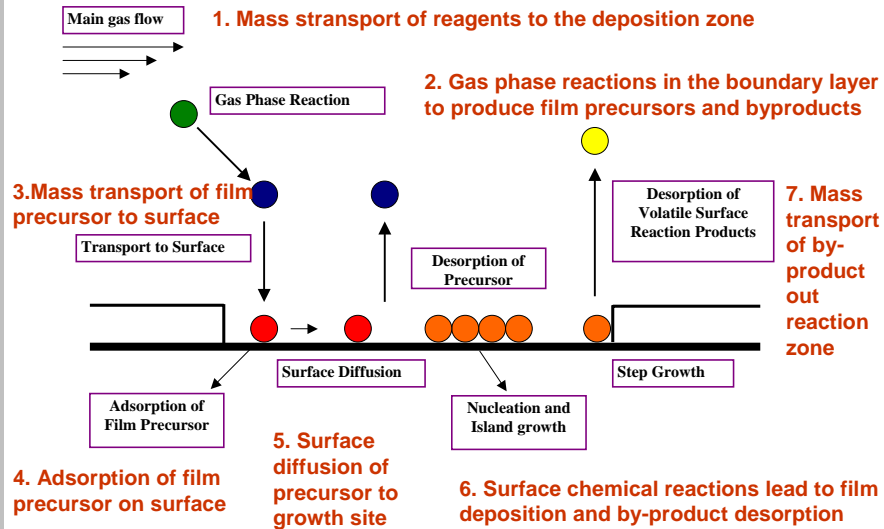 Main gas flow
1. Mass stransport of reagents to the deposition zone
Gas Phase Reaction
2. Gas phase reactions in the boundary layer
to produce film precursors and byproducts
3.Mass transport of film
precursor to surface
Transport to Surface
Desorption of
Precursor
Desorption of
Volatile Surface
Reaction Products
7. Mass
transport
of by-
product
out
reaction
zone
Surface Diffusion
Step Growth
Adsorption of
Film Precursor
Nucleation and
Island growth
4. Adsorption of film
precursor on surface
5. Surface
diffusion of
precursor to
growth site
6. Surface chemical reactions lead to film
deposition and by-product desorption